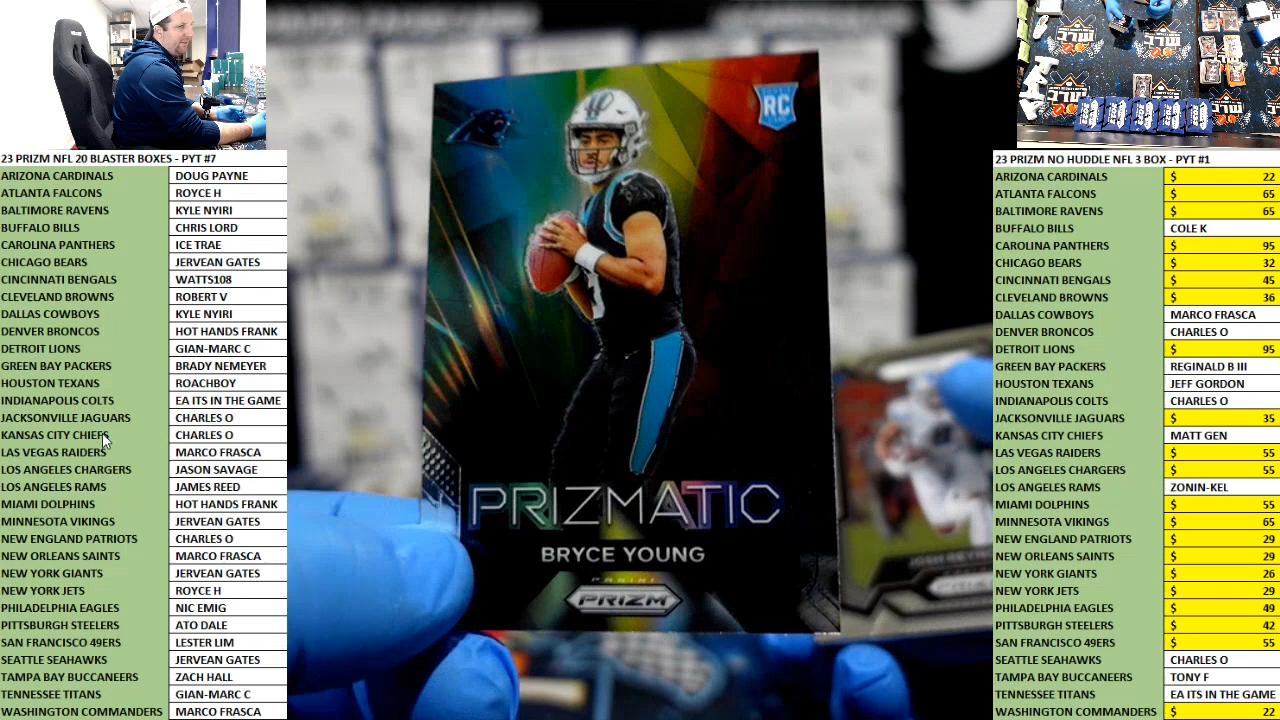 23 PRIZM NFL 20 BLASTER BOXES - PYT #7
ARIZONA CARDINALS DOUG PAYNE
ATLANTA FALCONS ROYCE H
BALTIMORE RAVENS KYLE NYIRI
BUFFALO BILLS CHRIS LORD
CAROLINA PANTHERS ICE TRAE
CHICAGO BEARS JERVEAN GATES
CINCINNATI BENGALS WATTS108
CLEVELAND BROWNS ROBERT V
DALLAS COWBOYS KYLE NYIRI
DENVER BRONCOS HOT HANDS FRANK
DETROIT LIONS GIAN-MARC C
GREEN BAY PACKERS BRADY NEMEYER
HOUSTON TEXANS ROACHBOY
INDIANAPOLIS COLTS EA ITS IN THE GAME
JACKSONVILLE JAGUARS CHARLES O
KANSAS CITY CHIEFS CHARLES O
LAS VEGAS RAIDERS MARCO FRASCA
LOS ANGELES CHARGERS JASON SAVAGE
LOS ANGELES RAMS JAMES REED
MIAMI DOLPHINS HOT HANDS FRANK
MINNESOTA VIKINGS JERVEAN GATES
NEW ENGLAND PATRIOTS CHARLES O
NEW ORLEANS SAINTS MARCO FRASCA
NEW YORK GIANTS JERVEAN GATES
NEW YORK JETS ROYCE H
PHILADELPHIA EAGLES NIC EMIG
PITTSBURGH STEELERS ATO DALE
SAN FRANCISCO 49ERS LESTER LIM
SEATTLE SEAHAWKS JERVEAN GATES
TAMPA BAY BUCCANEERS ZACH HALL
TENNESSEE TITANS GIAN-MARC C
WASHINGTON COMMANDERS MARCO FRASCA
RC
PRIZMATIC
BRYCE YOUNG
PANINI
PRIZM
23 PRIZM NO HUDDLE NFL 3 BOX - PYT #1
ARIZONA CARDINALS $ 22
ATLANTA FALCONS $ 65
BALTIMORE RAVENS $ 65
BUFFALO BILLS COLE K
CAROLINA PANTHERS $ 95
CHICAGO BEARS $ 32
CINCINNATI BENGALS $ 45
CLEVELAND BROWNS $ 36
DALLAS COWBOYS MARCO FRASCA
DENVER BRONCOS CHARLES O
DETROIT LIONS $ 95
GREEN BAY PACKERS REGINALD B III
HOUSTON TEXANS JEFF GORDON
INDIANAPOLIS COLTS CHARLES O
JACKSONVILLE JAGUARS $ 35
KANSAS CITY CHIEFS MATT GEN
LAS VEGAS RAIDERS $ 55
LOS ANGELES CHARGERS $ 55
LOS ANGELES RAMS ZONIN-KEL
MIAMI DOLPHINS $ 55
MINNESOTA VIKINGS $ 65
NEW ENGLAND PATRIOTS $ 29
NEW ORLEANS SAINTS $ 29
NEW YORK GIANTS $ 26
NEW YORK JETS $ 29
PHILADELPHIA EAGLES $ 49
PITTSBURGH STEELERS $ 42
SAN FRANCISCO 49ERS $ 55
SEATTLE SEAHAWKS CHARLES O
TAMPA BAY BUCCANEERS TONY F
TENNESSEE TITANS EA ITS IN THE GAME
WASHINGTON COMMANDERS $ 22